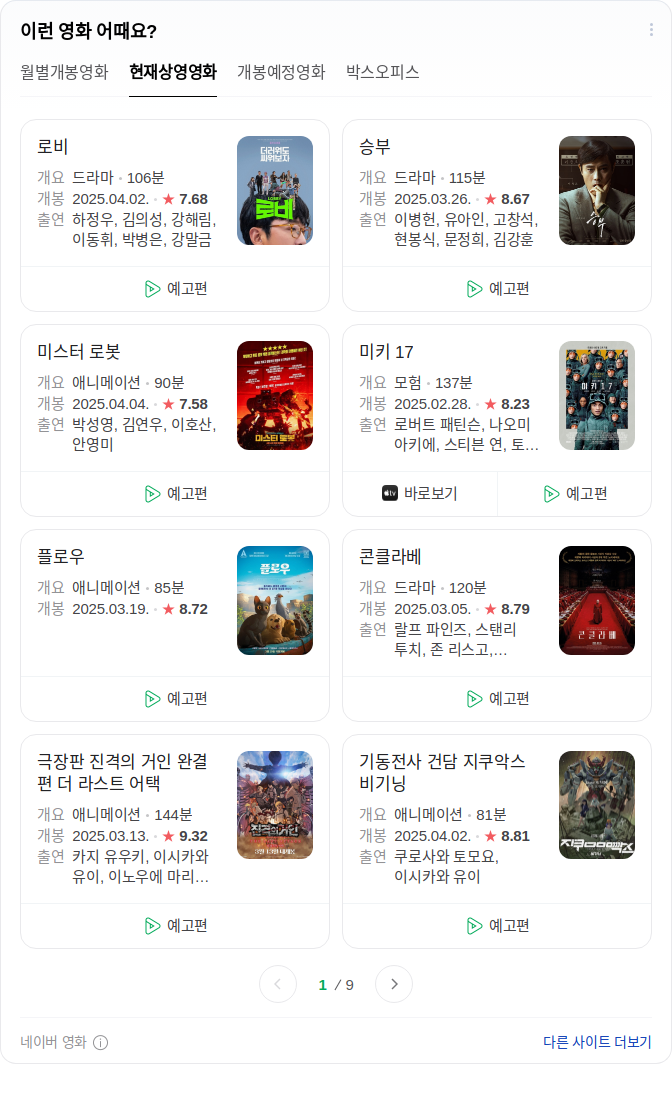 이런 영화 어때요?
월별개봉영화 현재상영영화 개봉예정영화 박스오피스
로비
개요 드라마 106분
개봉 2025.04.02. ★ 7.68
출연 하정우, 김의성, 강해림,
이동휘, 박병은, 강말금
더러워도
싸워보자
로비
예고편
승부
개요 드라마 115분
개봉 2025.03.26. ★ 8.67
출연 이병헌, 유아인, 고창석,
현봉식, 문정희, 김강훈
승부
예고편
미스터 로봇
개요 애니메이션 90분
개봉 2025.04.04. ★ 7.58
출연 박성영, 김연우, 이호산,
안영미
미스터 로봇
예고편
미키 17
개요 모험 137분
개봉 2025.02.28. ★ 8.23
출연 로버트 패틴슨, 나오미
아키에, 스티븐 연, 토...
미키 17
tv 바로보기
예고편
플로우
개요 애니메이션 85분
개봉 2025.03.19. ★ 8.72
플로우
예고편
콘클라베
개요 드라마 120분
개봉 2025.03.05. ★ 8.79
출연 랄프 파인즈, 스탠리
투치, 존 리스고,...
콘클라베
예고편
극장판 진격의 거인 완결
편 더 라스트 어택
개요 애니메이션 144분
개봉 2025.03.13. ★ 9.32
출연 카지 유우키, 이시카와
유이, 이노우에 마리...
진격의거인
예고편
기동전사 건담 지쿠악스
비기닝
개요 애니메이션 81분
개봉 2025.04.02. ★ 8.81
출연 쿠로사와 토모요,
이시카와 유이
예고편
1 / 9
네이버 영화
다른 사이트 더보기